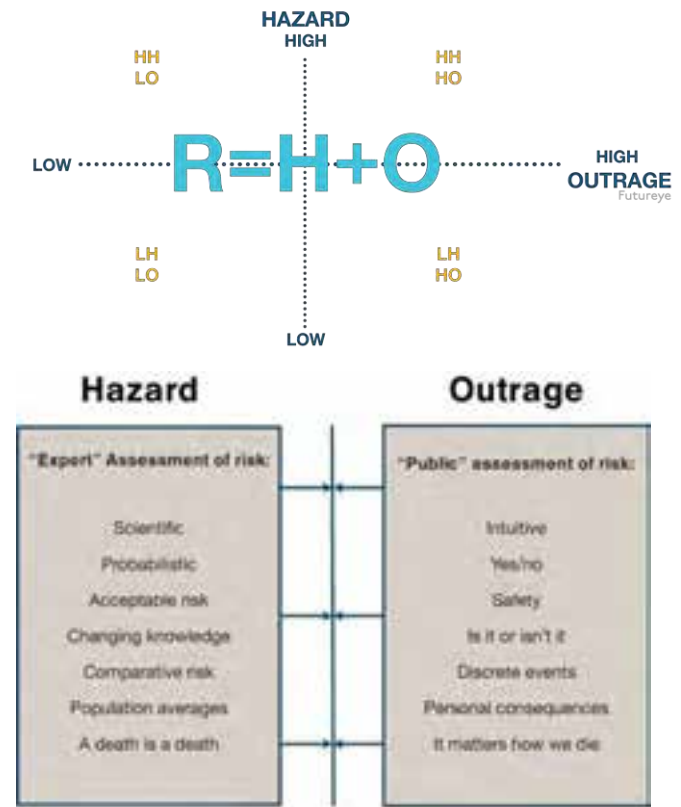 HAZARD
HIGH
HH
LO
HH
HO
LOW
R=H+O
HIGH
OUTRAGE
Futureye
LH
LO
LH
HO
LOW
Hazard
Outrage
"Expert" Assessment of risk:
"Public" assessment of risk:
Scientific
Intuitive
Probabilistic
Yes/no
Acceptable risk
Safety
Changing knowledge
Is it or isn't it
Comparative risk
Discrete events
Population averages
Personal consequences
A death is a death
It matters how we die